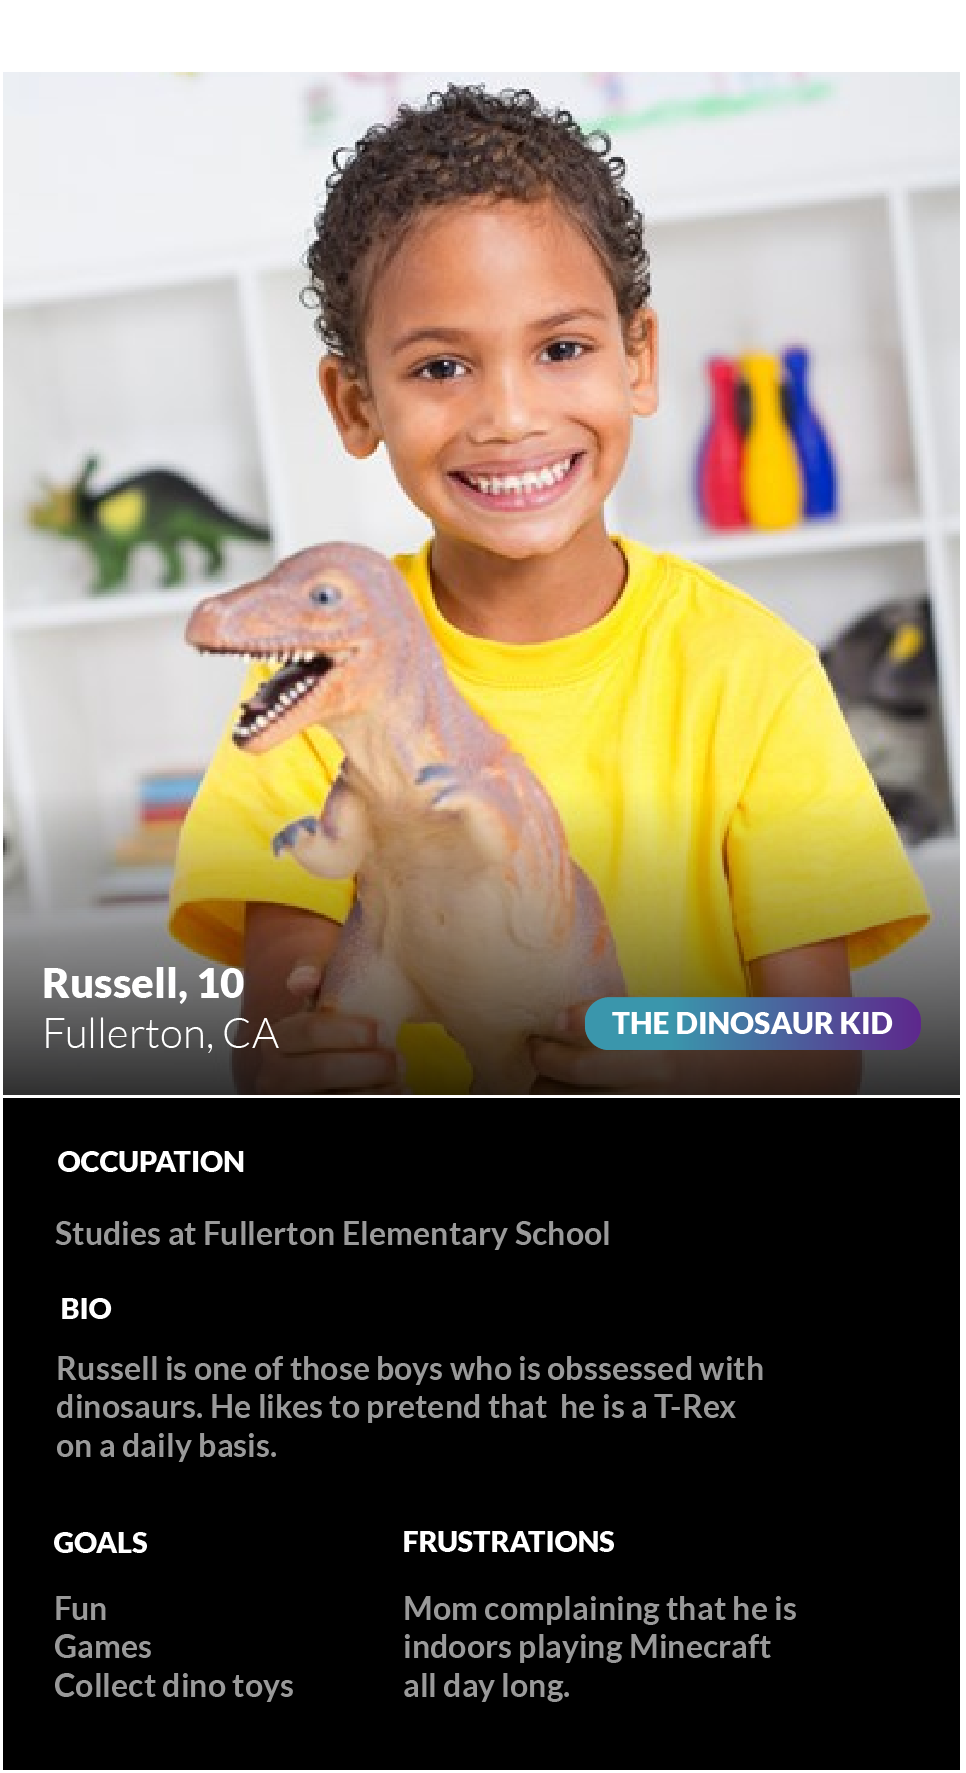 Russell, 10
Fullerton, CA
THE DINOSAUR KID
OCCUPATION
Studies at Fullerton Elementary School
BIO
Russell is one of those boys who is obssessed with
dinosaurs. He likes to pretend that  he is a T-Rex
on a daily basis.
GOALS
Fun
Games
Collect dino toys
FRUSTRATIONS
Mom complaining that he is
indoors playing Minecraft
all day long.